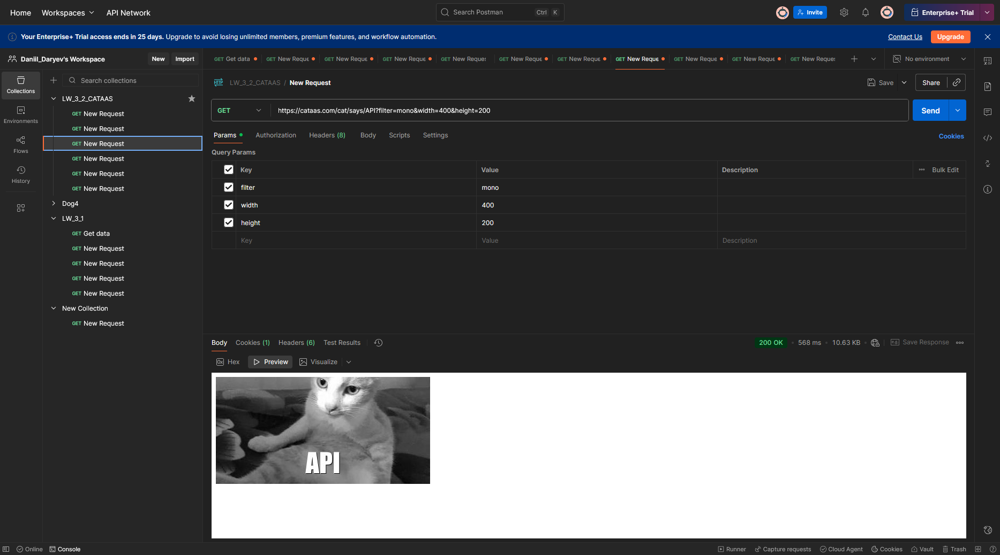 Home
Workspaces
API Network
Search Postman
Ctrl K
Invite
Enterprise+ Trial
Your Enterprise+ Trial access ends in 25 days. Upgrade to avoid losing unlimited members, premium features, and workflow automation.
Contact Us
Upgrade
Daniil_Daryev's Workspace
New
Import
GET Get data
GET New Reque
GET New Reque
GET New Reque
GET New Reques
GET New Reque
GET New Reque
GET New Reque
GET New Reque
GET New Reque
GET New Reques
No environment
Collections
Environments
Flows
History
Search collections
LW_3_2_CATAAS
GET New Request
GET New Request
GET New Request
GET New Request
GET New Request
GET New Request
Dog4
LW_3_1
GET Get data
GET New Request
GET New Request
GET New Request
GET New Request
New Collection
GET New Request
HTTP LW_3_2_CATAAS / New Request
Save
Share
GET
https://cataas.com/cat/says/API?filter=mono&width=400&height=200
Send
Params
Authorization
Headers (8)
Body
Scripts
Settings
Cookies
Query Params
Key Value Description
Bulk Edit
filter mono
width 400
height 200
Key Value Description
Body
Cookies (1)
Headers (6)
Test Results
200 OK
568 ms
10.63 KB
e.g. Save Response
0x Hex
Preview
Visualize
API
Online
Console
Runner
Capture requests
Cloud Agent
Cookies
Vault
Trash